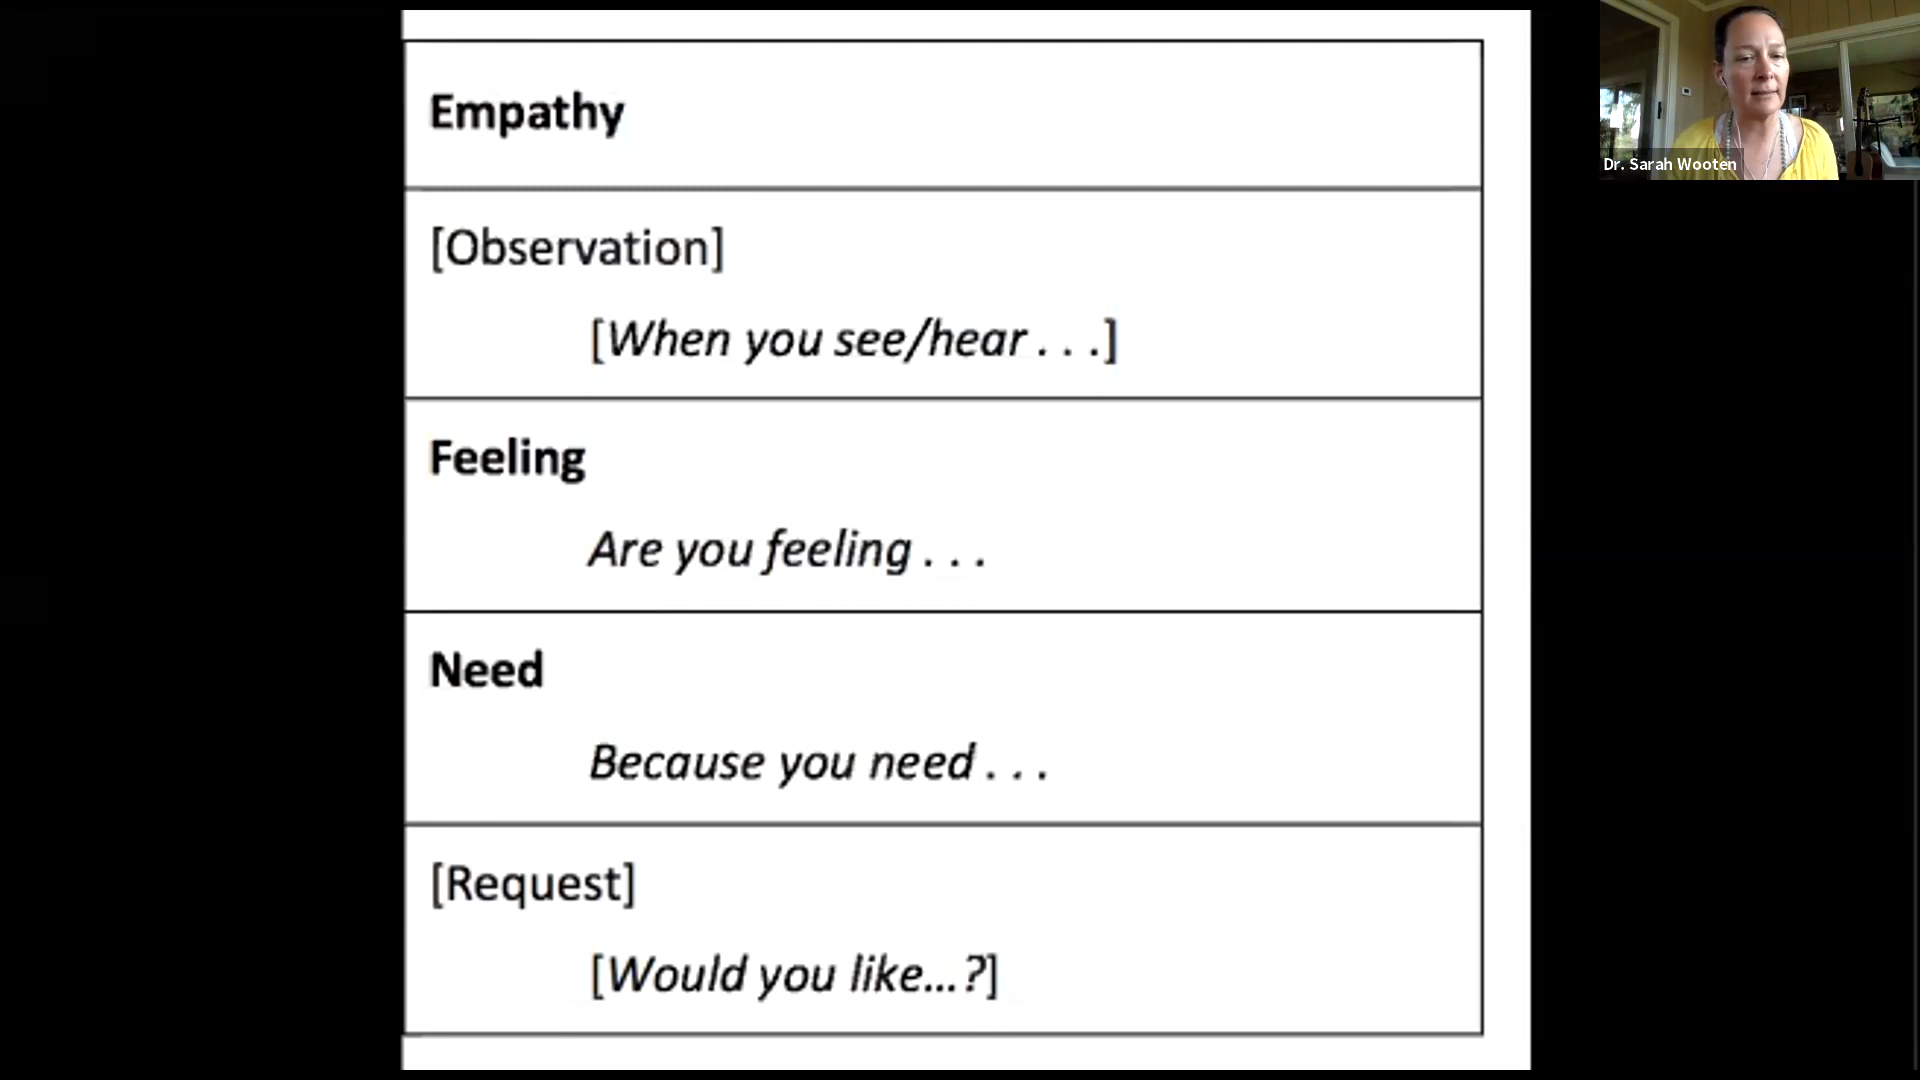 Empathy
[Observation]
[When you see/hear . . .]
Feeling
Are you feeling . . .
Need
Because you need . . .
[Request]
[Would you like...?]
Dr. Sarah Wooten